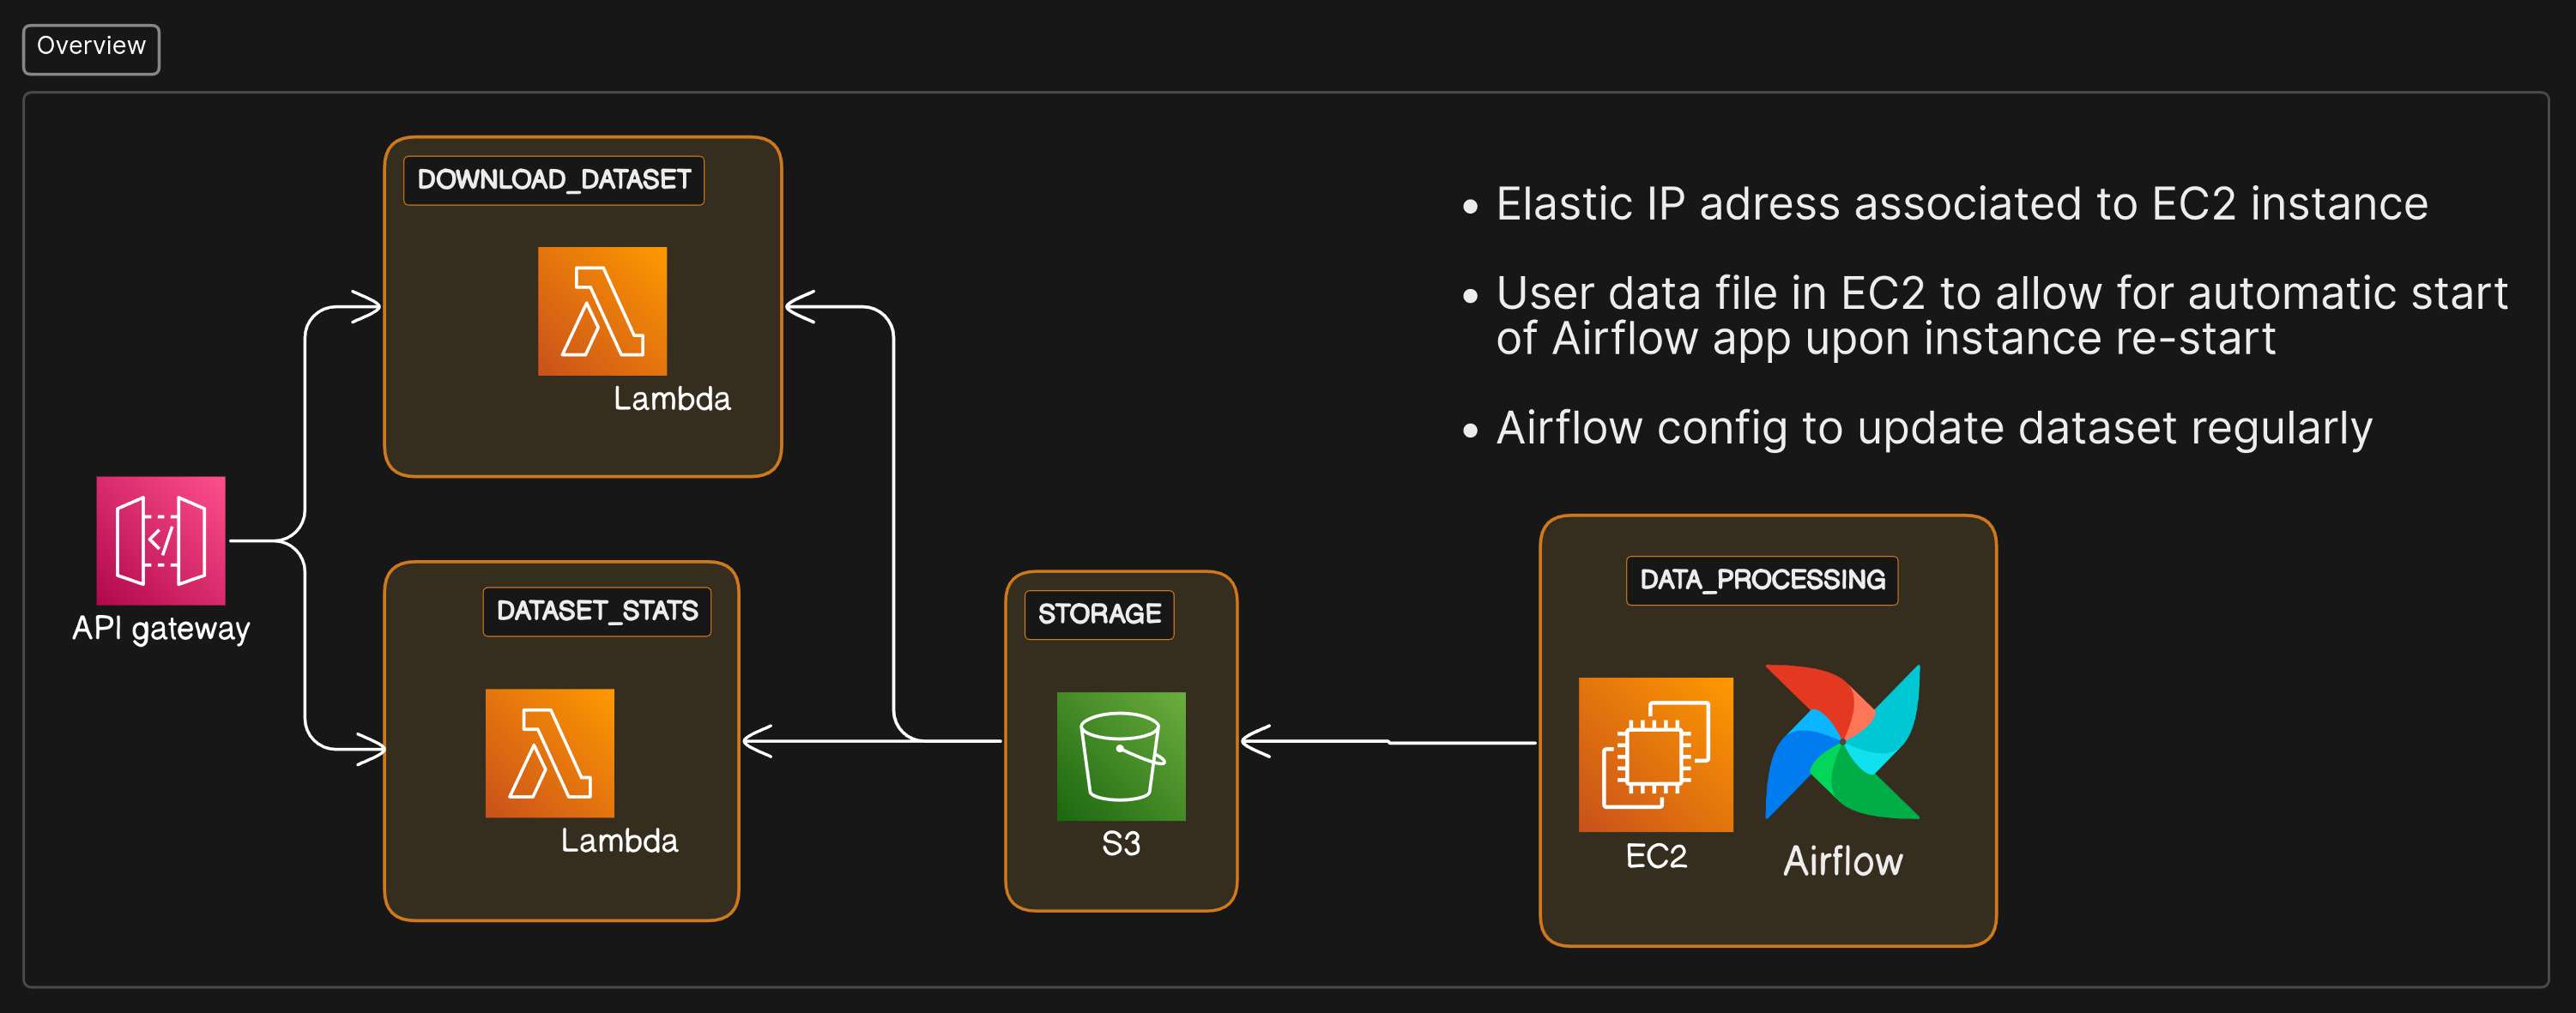 Overview
DOWNLOAD_DATASET
Lambda
• Elastic IP adress associated to EC2 instance
• User data file in EC2 to allow for automatic start
of Airflow app upon instance re-start
• Airflow config to update dataset regularly
API gateway
DATASET_STATS
Lambda
STORAGE
S3
DATA_PROCESSING
EC2
Airflow